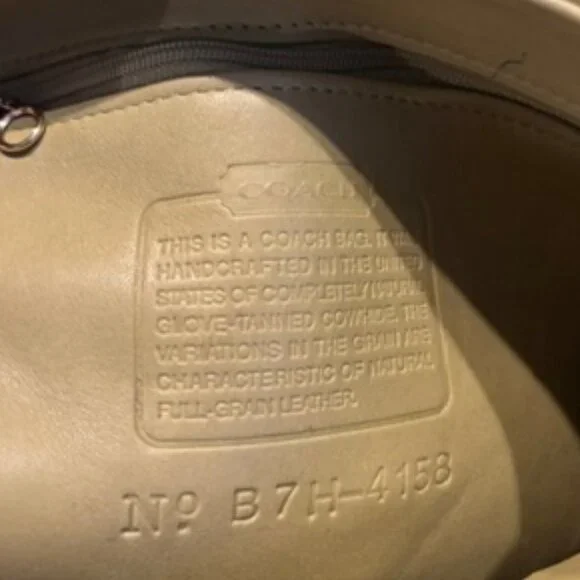 COACH
THIS IS A COACH BAG. IT WAS
HANDCRAFTED IN THE UNITED
STATES OF COMPLETELY NATURAL
GLOVE-TANNED COWHIDE. THE
VARIATIONS IN THE GRAIN ARE
CHARACTERISTIC OF NATURAL,
FULL-GRAIN LEATHER.
Nº B7H-4158